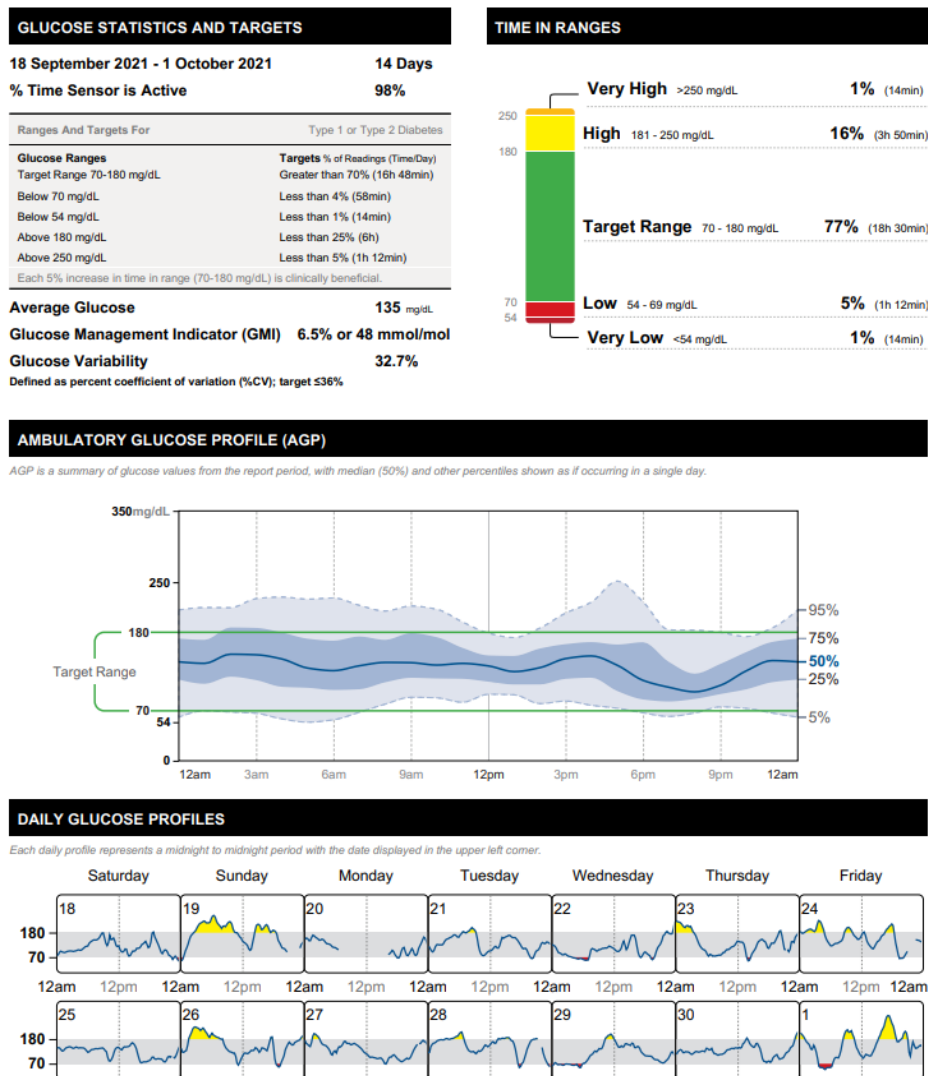 GLUCOSE STATISTICS AND TARGETS
18 September 2021 - 1 October 2021 14 Days
% Time Sensor is Active 98%
Ranges And Targets For Type 1 or Type 2 Diabetes
Glucose Ranges Targets % of Readings (Time/Day)
Target Range 70-180 mg/dL Greater than 70% (16h 48min)
Below 70 mg/dL Less than 4% (58min)
Below 54 mg/dL Less than 1% (14min)
Above 180 mg/dL Less than 25% (6h)
Above 250 mg/dL Less than 5% (1h 12min)
Each 5% increase in time in range (70-180 mg/dL) is clinically beneficial.
Average Glucose 135 mg/dL
Glucose Management Indicator (GMI) 6.5% or 48 mmol/mol
Glucose Variability 32.7%
Defined as percent coefficient of variation (%CV); target ≤36%
TIME IN RANGES
Very High >250 mg/dL 1% (14min)
250
High 181 - 250 mg/dL 16% (3h 50min)
180
Target Range 70 - 180 mg/dL 77% (18h 30min)
70
Low 54 - 69 mg/dL 5% (1h 12min)
54
Very Low <54 mg/dL 1% (14min)
AMBULATORY GLUCOSE PROFILE (AGP)
AGP is a summary of glucose values from the report period, with median (50%) and other percentiles shown as if occurring in a single day.
350mg/dL
250
95%
180
75%
50%
Target Range
25%
70
5%
54
0
12am 3am 6am 9am 12pm 3pm 6pm 9pm 12am
DAILY GLUCOSE PROFILES
Each daily profile represents a midnight to midnight period with the date displayed in the upper left corner.
Saturday Sunday Monday Tuesday Wednesday Thursday Friday
18 19 20 21 22 23 24
180
70
12am 12pm 12am 12pm 12am 12pm 12am 12pm 12am 12pm 12am 12pm 12am 12pm 12am
25 26 27 28 29 30 1
180
70